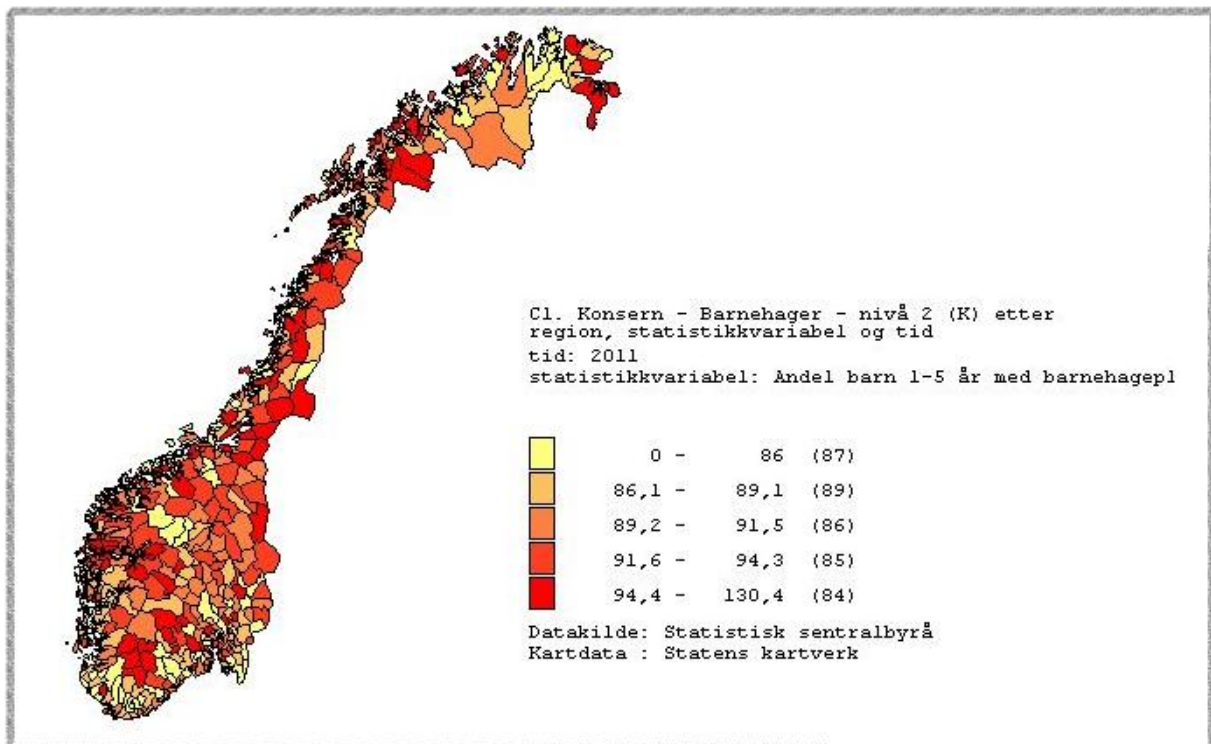 C1. Konsern - Barnehager - nivå 2 (K) etter
region, statistikkvariabel og tid
tid: 2011
statistikkvariabel: Andel barn 1-5 år med barnehagepl
0 - 86 (87)
86,1 - 89,1 (89)
89,2 - 91,5 (86)
91,6 - 94,3 (85)
94,4 - 130,4 (84)
Datakilde: Statistisk sentralbyrå
Kartdata : Statens kartverk